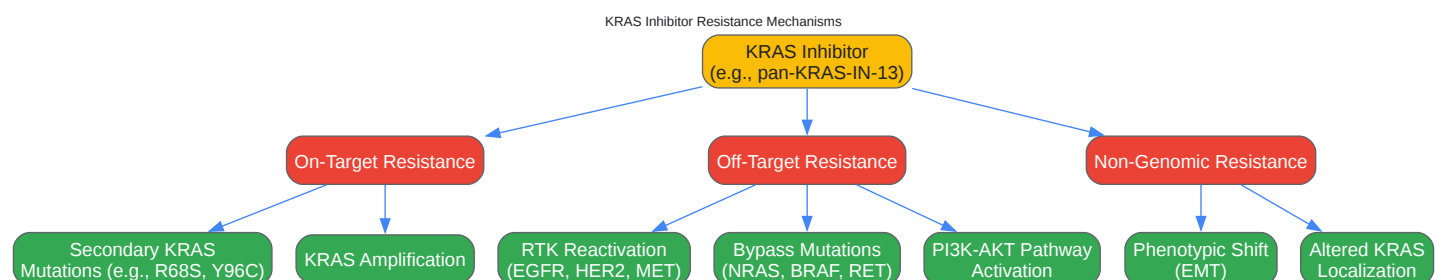 KRAS Inhibitor Resistance Mechanisms
KRAS Inhibitor
(e.g., pan-KRAS-IN-13)
On-Target Resistance
Off-Target Resistance
Non-Genomic Resistance
Secondary KRAS
Mutations (e.g., R68S, Y96C)
KRAS Amplification
RTK Reactivation
(EGFR, HER2, MET)
Bypass Mutations
(NRAS, BRAF, RET)
PI3K-AKT Pathway
Activation
Phenotypic Shift
(EMT)
Altered KRAS
Localization